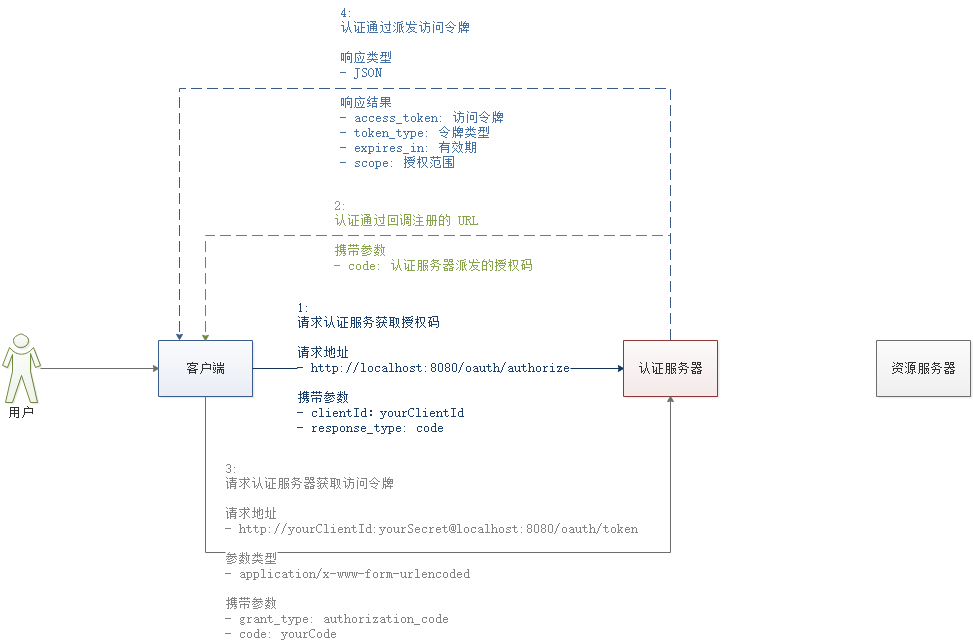 4:
认证通过派发访问令牌
响应类型
- JSON
响应结果
- access_token: 访问令牌
- token_type: 令牌类型
- expires_in: 有效期
- scope: 授权范围
2:
认证通过回调注册的 URL
携带参数
- code: 认证服务器派发的授权码
1:
请求认证服务获取授权码
请求地址
- http://localhost:8080/oauth/authorize
携带参数
- clientId: yourClientId
- response_type: code
用户
客户端
认证服务器
资源服务器
3:
请求认证服务器获取访问令牌
请求地址
- http://yourClientId:yourSecret@localhost:8080/oauth/token
参数类型
- application/x-www-form-urlencoded
携带参数
- grant_type: authorization_code
- code: yourCode